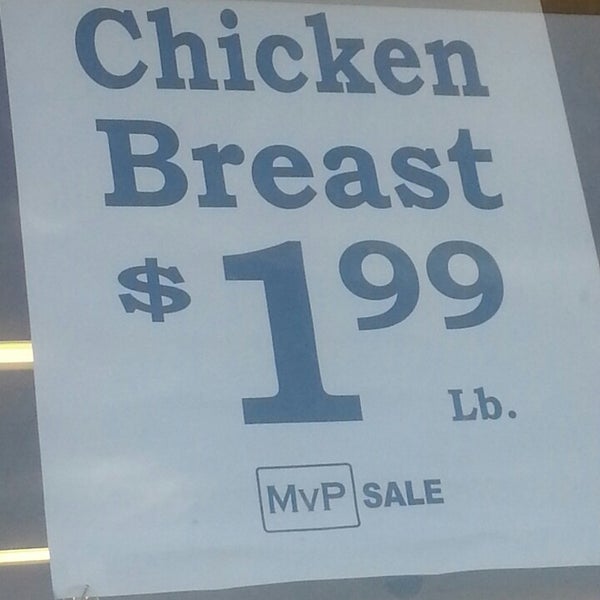 Chicken
Breast
$1.99
Lb.
MvP SALE